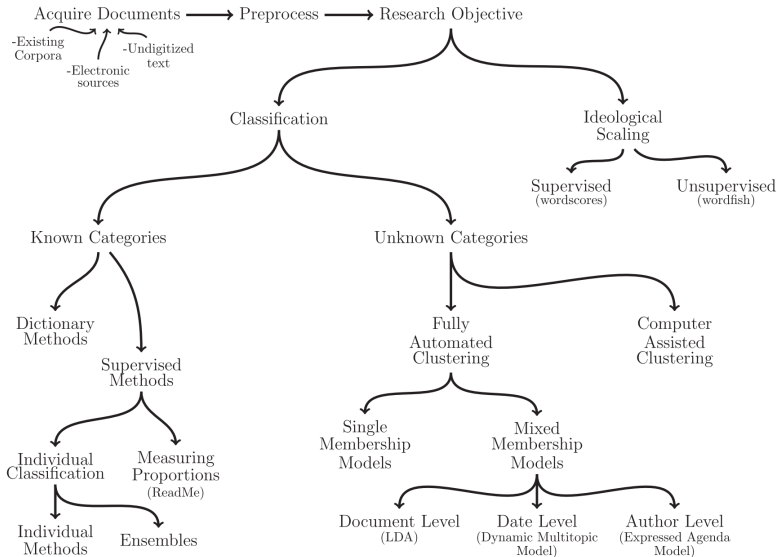 Acquire Documents
Preprocess
Research Objective
-Existing
Corpora
-Electronic
sources
-Undigitized
text
Classification
Ideological
Scaling
Supervised
(wordscores)
Unsupervised
(wordfish)
Known Categories
Unknown Categories
Dictionary
Methods
Supervised
Methods
Fully
Automated
Clustering
Computer
Assisted
Clustering
Individual
Classification
Measuring
Proportions
(ReadMe)
Single
Membership
Models
Mixed
Membership
Models
Individual
Methods
Ensembles
Document Level
(LDA)
Date Level
(Dynamic Multitopic
Model)
Author Level
(Expressed Agenda
Model)